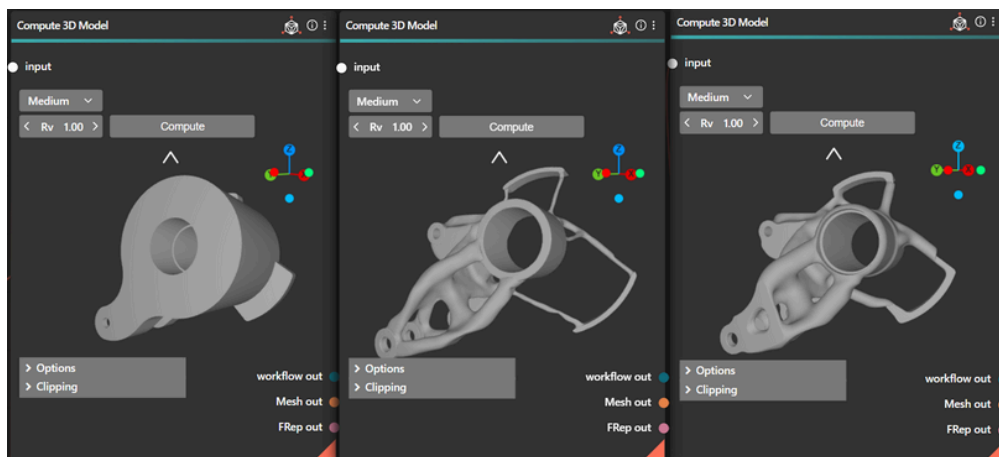 Compute 3D Model
input
Medium
< Rv 1.00 >
Compute
Z
Y
X
> Options
> Clipping
workflow out
Mesh out
FRep out
Compute 3D Model
input
Medium
< Rv 1.00 >
Compute
Z
Y
X
> Options
> Clipping
workflow out
Mesh out
FRep out
Compute 3D Model
input
Medium
< Rv 1.00 >
Compute
Z
Y
X
> Options
> Clipping
workflow out
Mesh out
FRep out